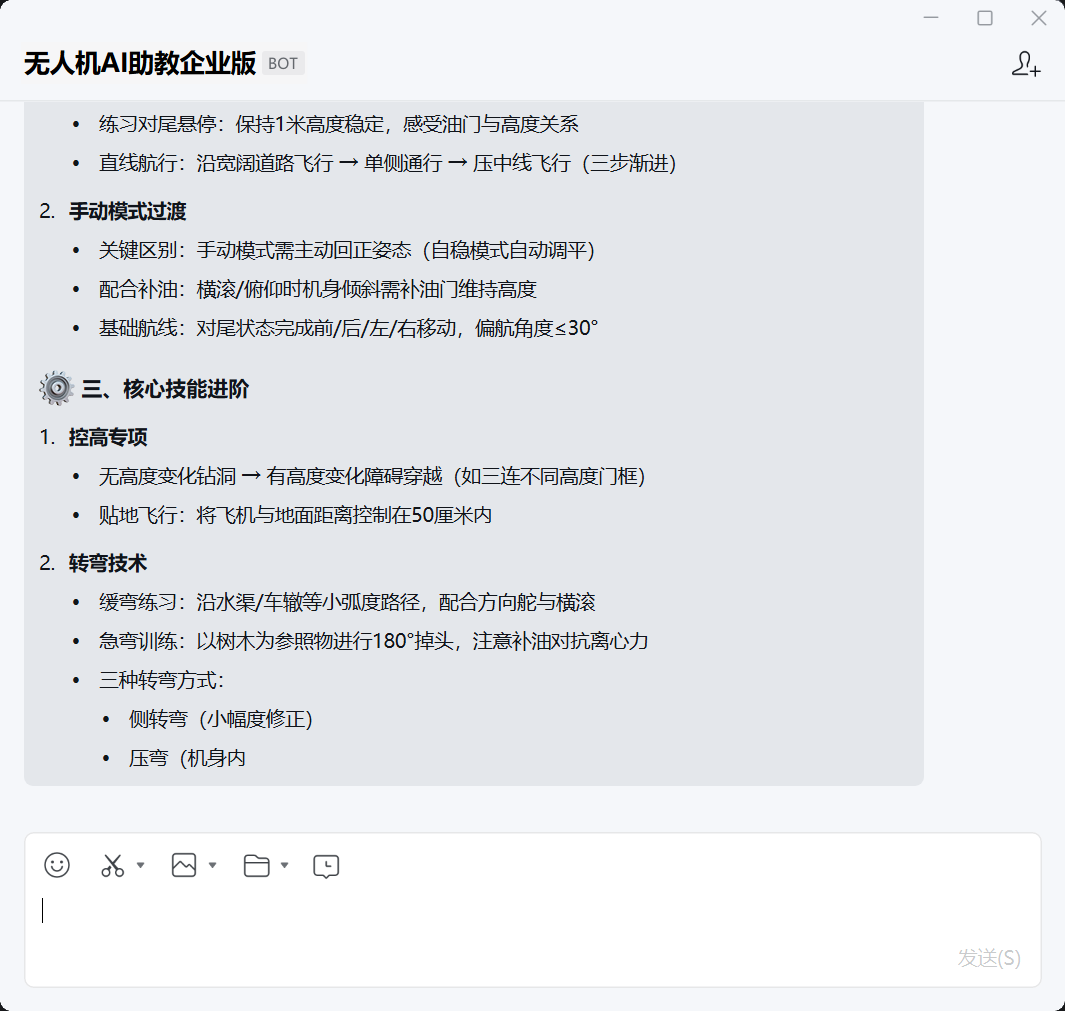 无人机AI助教企业版 BOT
• 练习对尾悬停：保持1米高度稳定，感受油门与高度关系
• 直线航行：沿宽阔道路飞行 → 单侧通行 → 压中线飞行（三步渐进）
2. 手动模式过渡
• 关键区别：手动模式需主动回正姿态（自稳模式自动调平）
• 配合补油：横滚/俯仰时机身倾斜需补油门维持高度
• 基础航线：对尾状态完成前/后/左/右移动，偏航角度≤30°
三、核心技能进阶
1. 控高专项
• 无高度变化钻洞 → 有高度变化障碍穿越（如三连不同高度门框）
• 贴地飞行：将飞机与地面距离控制在50厘米内
2. 转弯技术
• 缓弯练习：沿水渠/车辙等小弧度路径，配合方向舵与横滚
• 急弯训练：以树木为参照物进行180°掉头，注意补油对抗离心力
• 三种转弯方式：
• 侧转弯（小幅度修正）
• 压弯（机身内
发送(S)